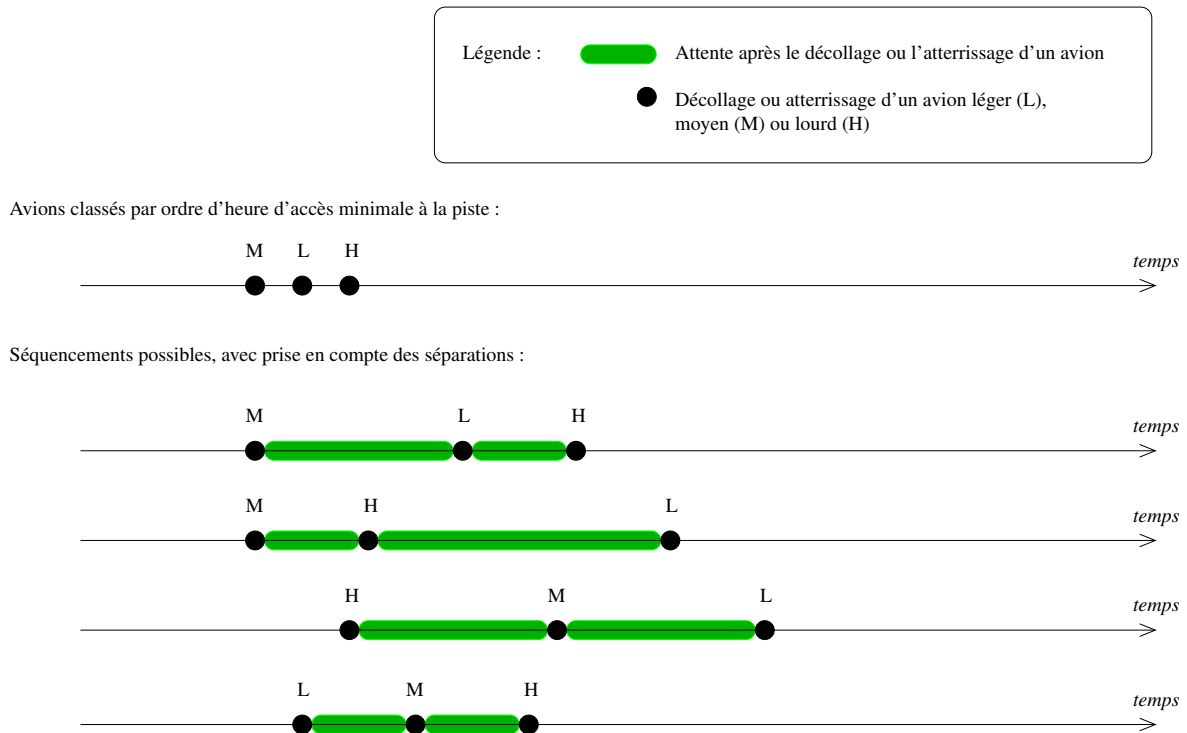 Légende :
Attente après le décollage ou l'atterrissage d'un avion
Décollage ou atterrissage d'un avion léger (L),
moyen (M) ou lourd (H)
Avions classés par ordre d'heure d'accès minimale à la piste :
M L H
temps
Séquencements possibles, avec prise en compte des séparations :
M L H
temps
M H L
temps
H M L
temps
L M H
temps